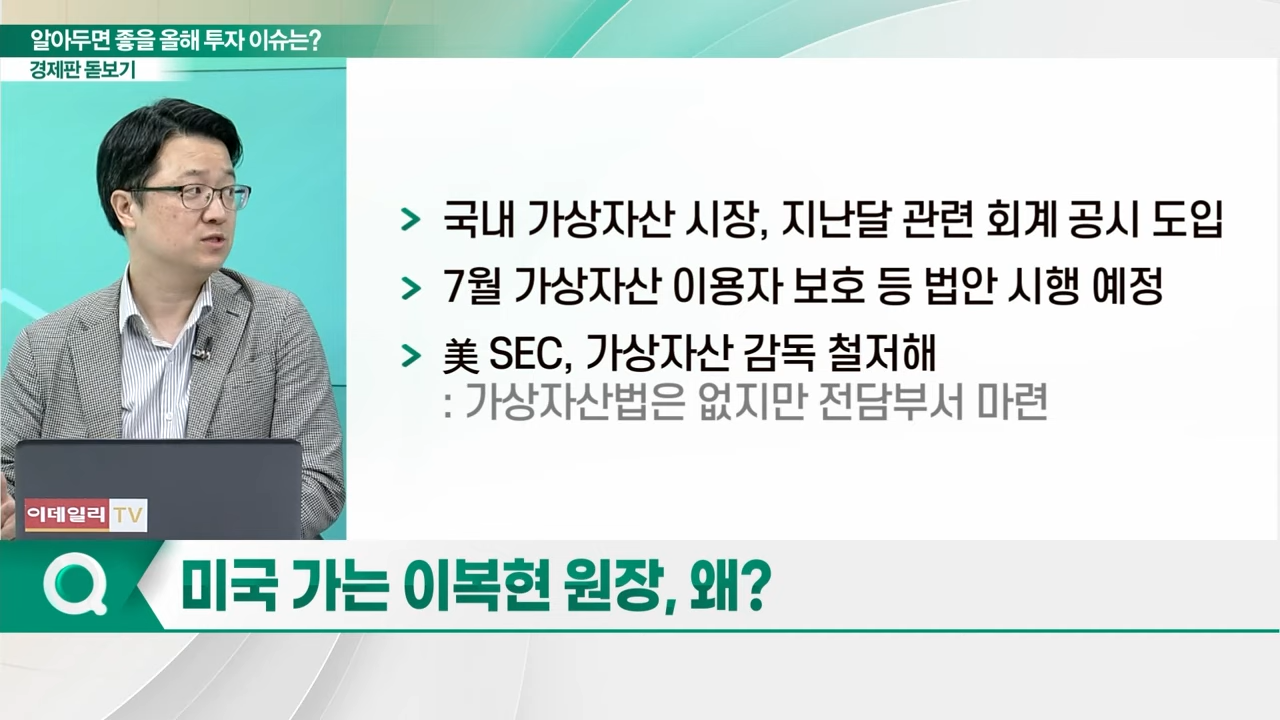 알아두면 좋을 올해 투자 이슈는?
경제판 돋보기
> 국내 가상자산 시장, 지난달 관련 회계 공시 도입
> 7월 가상자산 이용자 보호 등 법안 시행 예정
> 美 SEC, 가상자산 감독 철저해
: 가상자산법은 없지만 전담부서 마련
이데일리 TV
Q 미국 가는 이복현 원장, 왜?